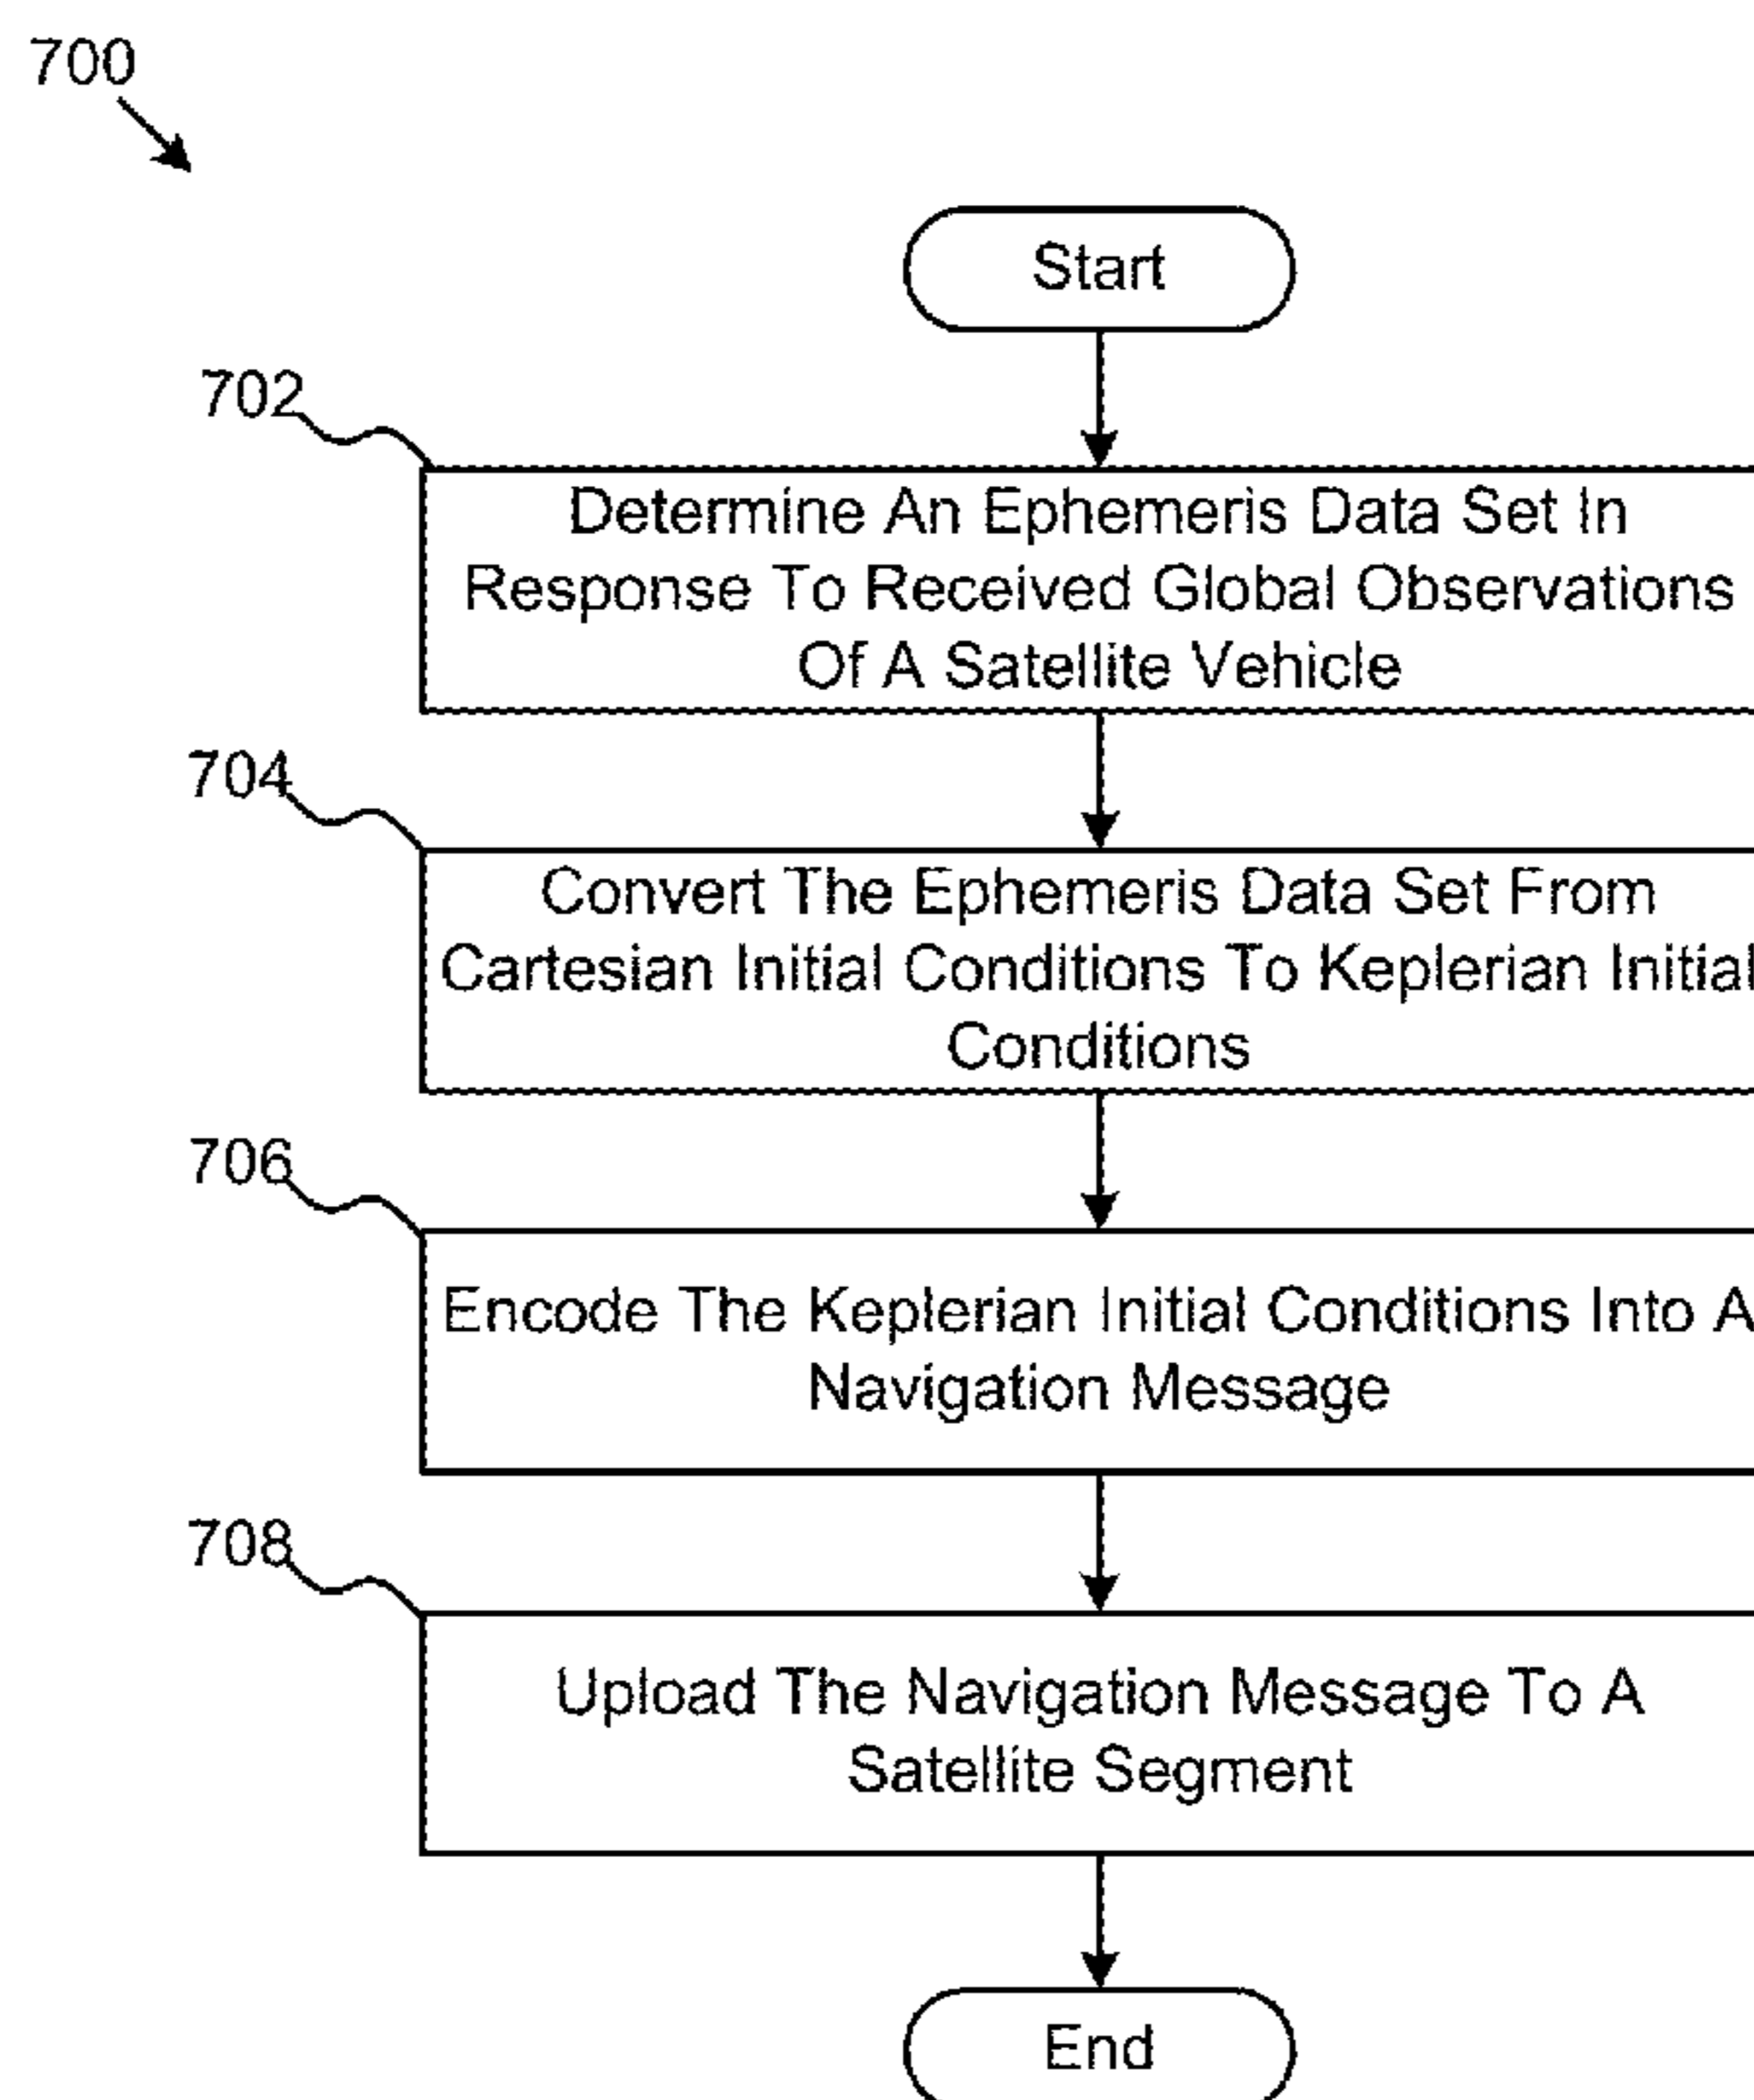 700
Start
702
Determine An Ephemeris Data Set In
Response To Received Global Observations
Of A Satellite Vehicle
704
Convert The Ephemeris Data Set From
Cartesian Initial Conditions To Keplerian Initial
Conditions
706
Encode The Keplerian Initial Conditions Into A
Navigation Message
708
Upload The Navigation Message To A
Satellite Segment
End